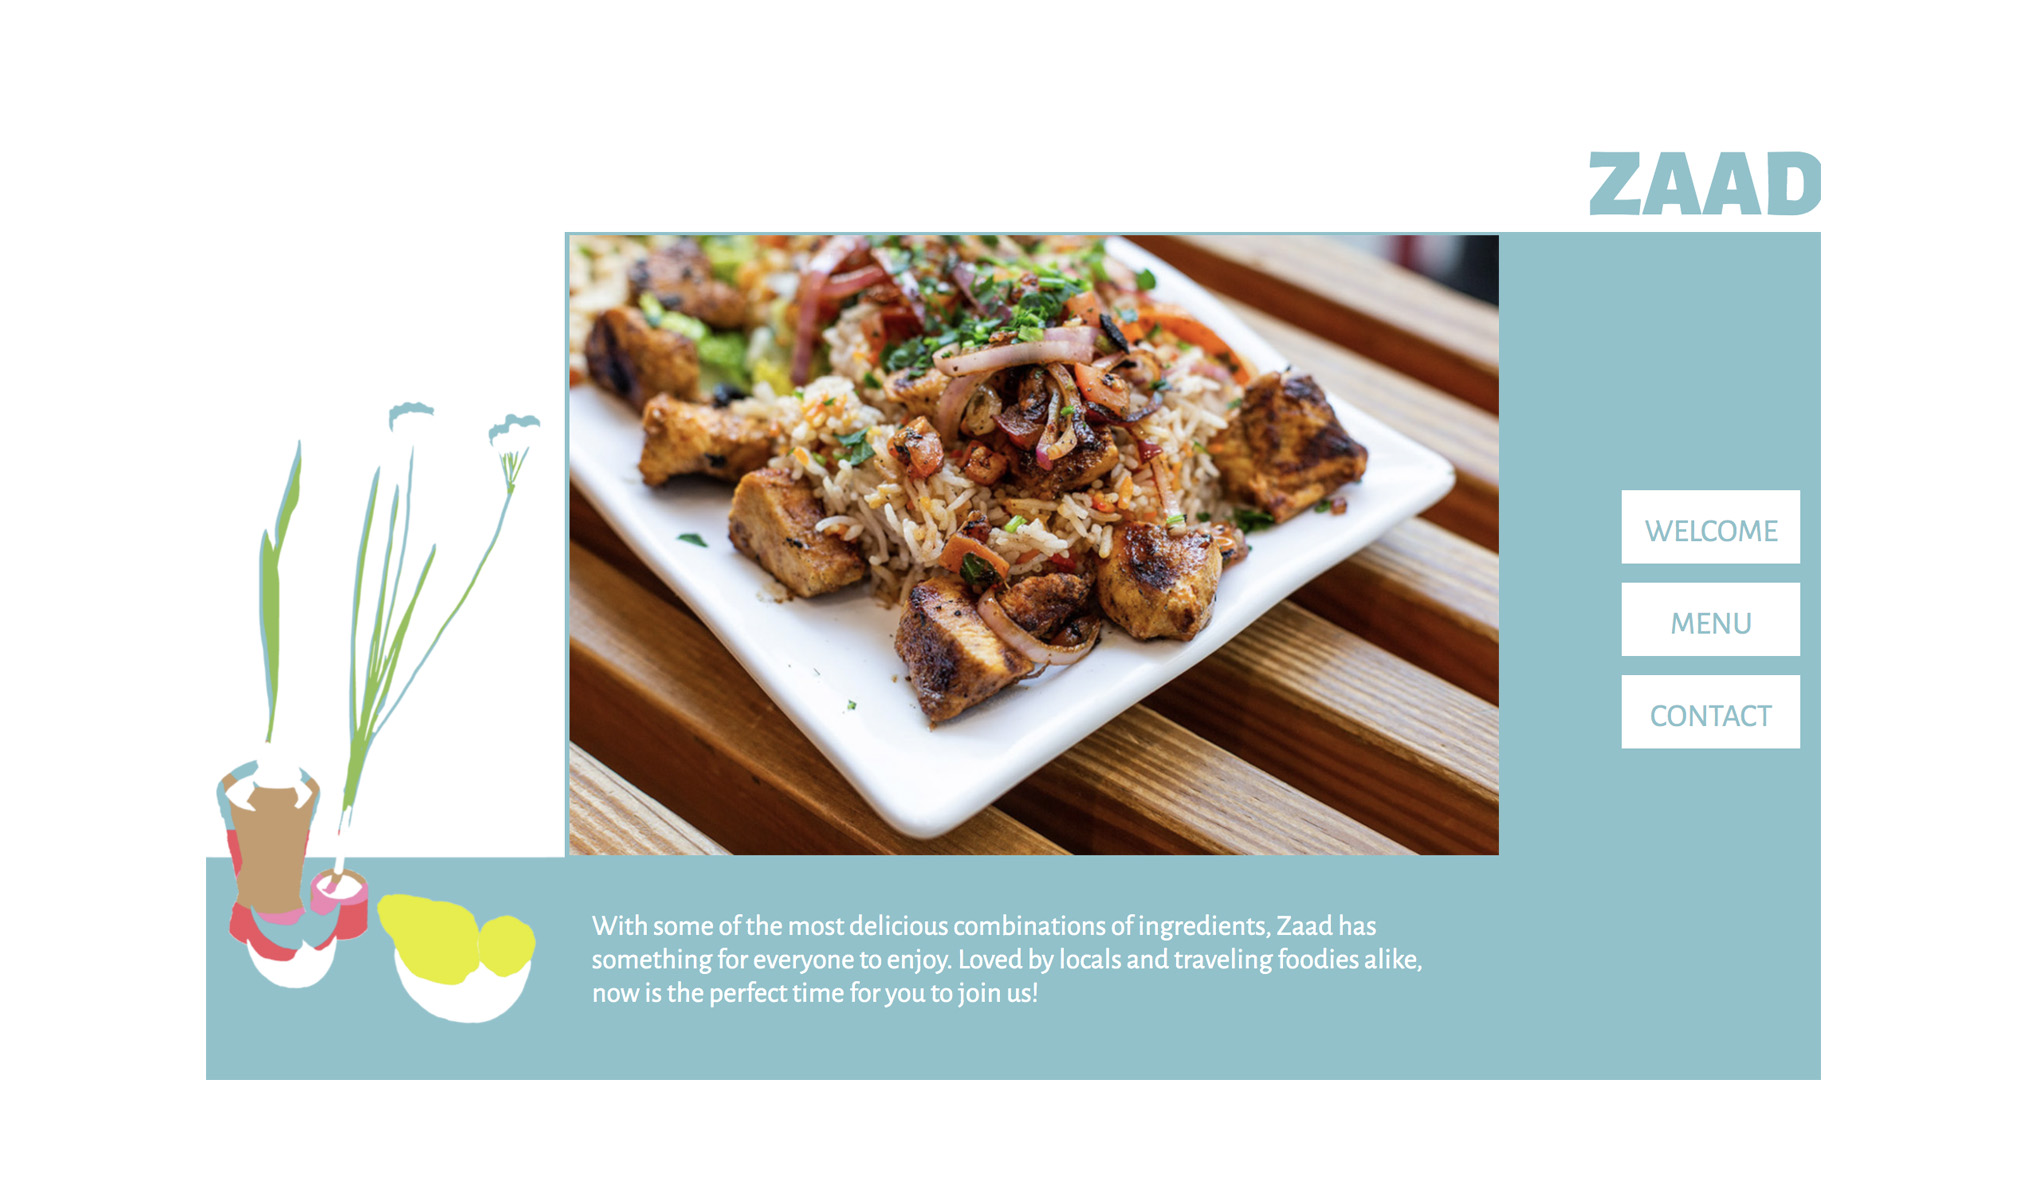 ZAAD
WELCOME
MENU
CONTACT
With some of the most delicious combinations of ingredients, Zaad has
something for everyone to enjoy. Loved by locals and traveling foodies alike,
now is the perfect time for you to join us!